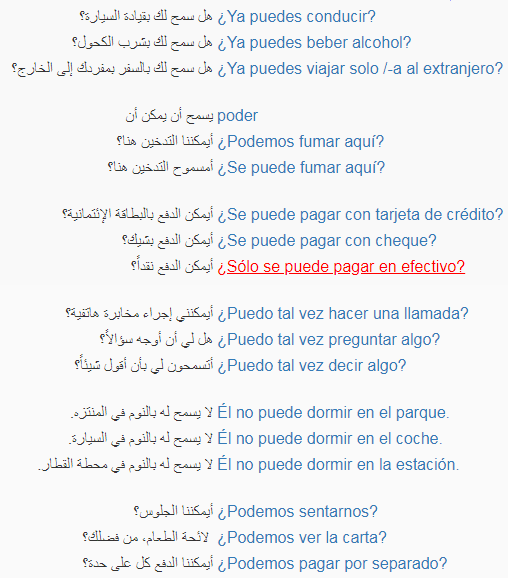 هل سمح لك بقيادة السيارة؟ ¿Ya puedes conducir?
هل سمح لك بشرب الكحول؟ ¿Ya puedes beber alcohol?
هل سمح لك بالسفر بمفردك إلى الخارج؟ ¿Ya puedes viajar solo /-a al extranjero?
يسمح أن يمكن أن poder
أيمكننا التدخين هنا؟ ¿Podemos fumar aquí?
أمسموح التدخين هنا؟ ¿Se puede fumar aquí?
أيمكن الدفع بالبطاقة الإئتمانية؟ ¿Se puede pagar con tarjeta de crédito?
أيمكن الدفع بشيك؟ ¿Se puede pagar con cheque?
أيمكن الدفع نقداً؟ ¿Sólo se puede pagar en efectivo?
أيمكنني إجراء مخابرة هاتفية؟ ¿Puedo tal vez hacer una llamada?
هل لي أن أوجه سؤالاً؟ ¿Puedo tal vez preguntar algo?
أتسمحون لي بأن أقول شيئاً؟ ¿Puedo tal vez decir algo?
لا يسمح له بالنوم في المنتزه. Él no puede dormir en el parque.
لا يسمح له بالنوم في السيارة. Él no puede dormir en el coche.
لا يسمح له بالنوم في محطة القطار. Él no puede dormir en la estación.
أيمكننا الجلوس؟ ¿Podemos sentarnos?
لائحة الطعام، من فضلك؟ ¿Podemos ver la carta?
أيمكننا الدفع كل على حدة؟ ¿Podemos pagar por separado?